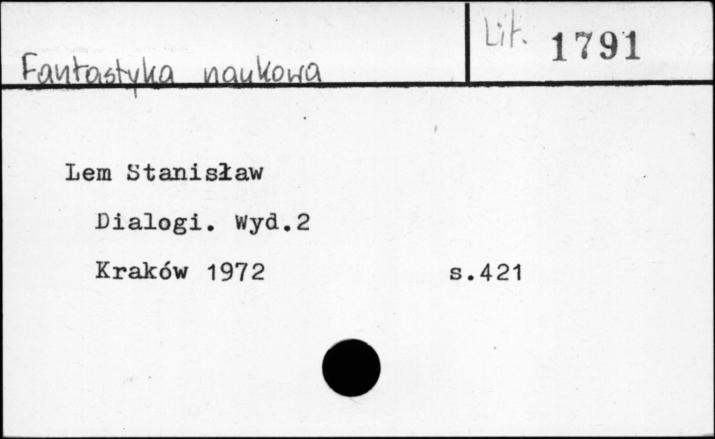 Fantastyka naukowa
Lit. 1791
Lem Stanisław
Dialogi. Wyd.2
Kraków 1972 s.421